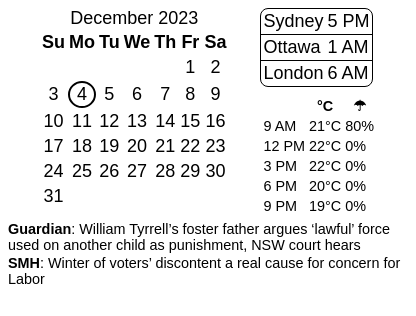 December 2023
Su Mo Tu We Th Fr Sa
1 2
3 4 5 6 7 8 9
10 11 12 13 14 15 16
17 18 19 20 21 22 23
24 25 26 27 28 29 30
31
Sydney 5 PM
Ottawa 1 AM
London 6 AM
°C ☂
9 AM 21°C 80%
12 PM 22°C 0%
3 PM 22°C 0%
6 PM 20°C 0%
9 PM 19°C 0%
Guardian: William Tyrrell’s foster father argues ‘lawful’ force
used on another child as punishment, NSW court hears
SMH: Winter of voters’ discontent a real cause for concern for
Labor